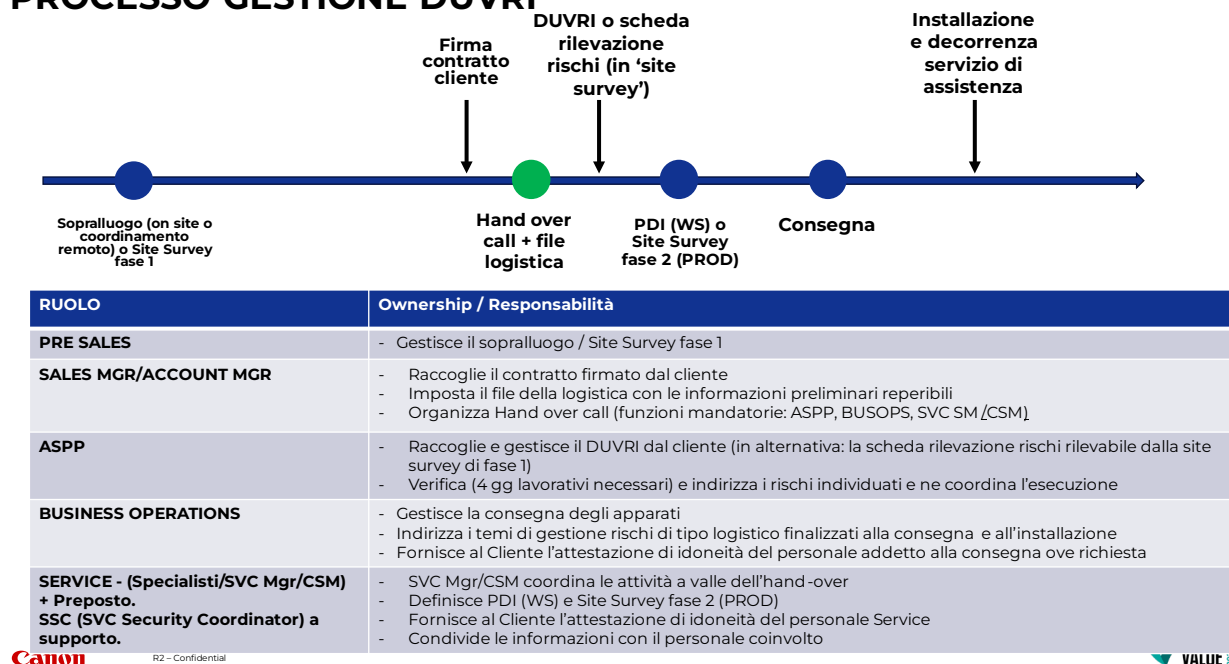 PROCESSO GESTIONE DUVRI
DUVRI o scheda
rilevazione
rischi (in ‘site
survey’)
Firma
contratto
cliente
Installazione
e decorrenza
servizio di
assistenza
Sopralluogo (on site o
coordinamento
remoto) o Site Survey
fase 1
Hand over
call + file
logistica
PDI (WS) o
Site Survey
fase 2 (PROD)
Consegna
RUOLO
Ownership / Responsabilità
PRE SALES
- Gestisce il sopralluogo / Site Survey fase 1
SALES MGR/ACCOUNT MGR
- Raccoglie il contratto firmato dal cliente
- Imposta il file della logistica con le informazioni preliminari reperibili
- Organizza Hand over call (funzioni mandatorie: ASPP, BUSOPS, SVC SM /CSM)
ASPP
- Raccoglie e gestisce il DUVRI dal cliente (in alternativa: la scheda rilevazione rischi rilevabile dalla site
survey di fase 1)
- Verifica (4 gg lavorativi necessari) e indirizza i rischi individuati e ne coordina l’esecuzione
BUSINESS OPERATIONS
- Gestisce la consegna degli apparati
- Indirizza i temi di gestione rischi di tipo logistico finalizzati alla consegna e all’installazione
- Fornisce al Cliente l’attestazione di idoneità del personale addetto alla consegna ove richiesta
SERVICE - (Specialisti/SVC Mgr/CSM)
+ Preposto.
SSC (SVC Security Coordinator) a
supporto.
- SVC Mgr/CSM coordina le attività a valle dell’hand-over
- Definisce PDI (WS) e Site Survey fase 2 (PROD)
- Fornisce al Cliente l’attestazione di idoneità del personale Service
- Condivide le informazioni con il personale coinvolto
Canon
R2 – Confidential
VALUE